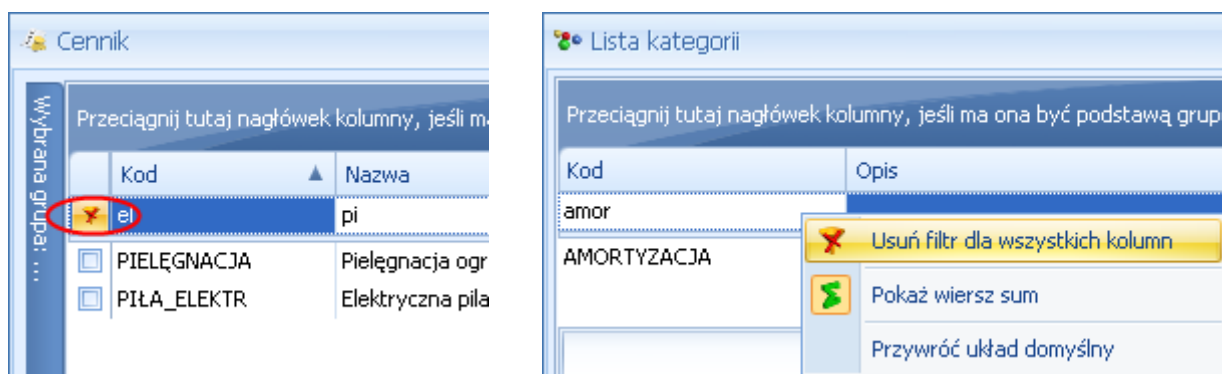 Cennik
Wybrana grupa: ...
Przeciągnij tutaj nagłówek kolumny, jeśli m
Kod Nazwa
el pi
PIELĘGNACJA Pielęgnacja ogr
PIŁA_ELEKTR Elektryczna piła
Lista kategorii
Przeciągnij tutaj nagłówek kolumny, jeśli ma ona być podstawą grup
Kod Opis
amor
AMORTYZACJA
Usuń filtr dla wszystkich kolumn
Pokaż wiersz sum
Przywróć układ domyślny